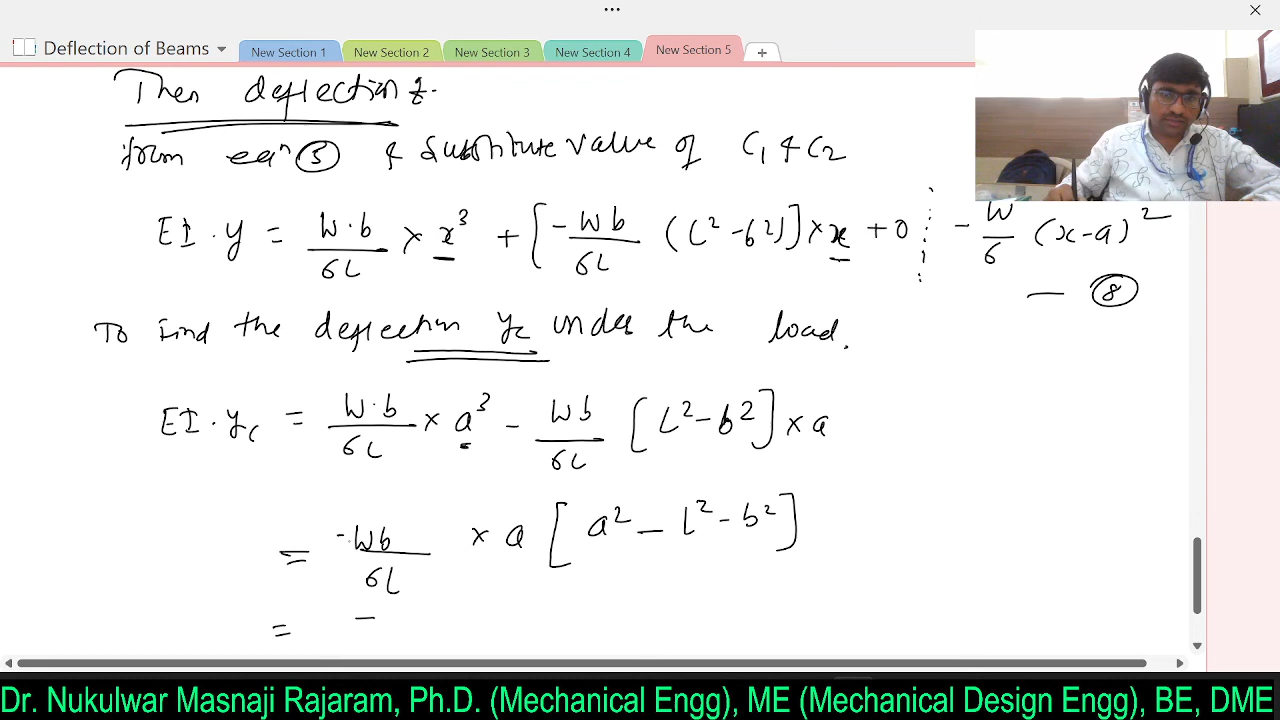 Deflection of Beams
New Section 1 New Section 2 New Section 3 New Section 4 New Section 5
Then deflection
from eqn (5) & Substitute value of C1 & C2
EI·y = W·b/6L × x³ + [-Wb/6L (L²-b²)] × x + 0 ⋮ - W/6 (x-a)²
— (8)
To Find the deflection yc under the load.
EI·yc = W·b/6L × a³ - Wb/6L [L²-b²] × a
= -Wb/6L × a [a² - L² - b²]
= -
Dr. Nukulwar Masnaji Rajaram, Ph.D. (Mechanical Engg), ME (Mechanical Design Engg), BE, DME